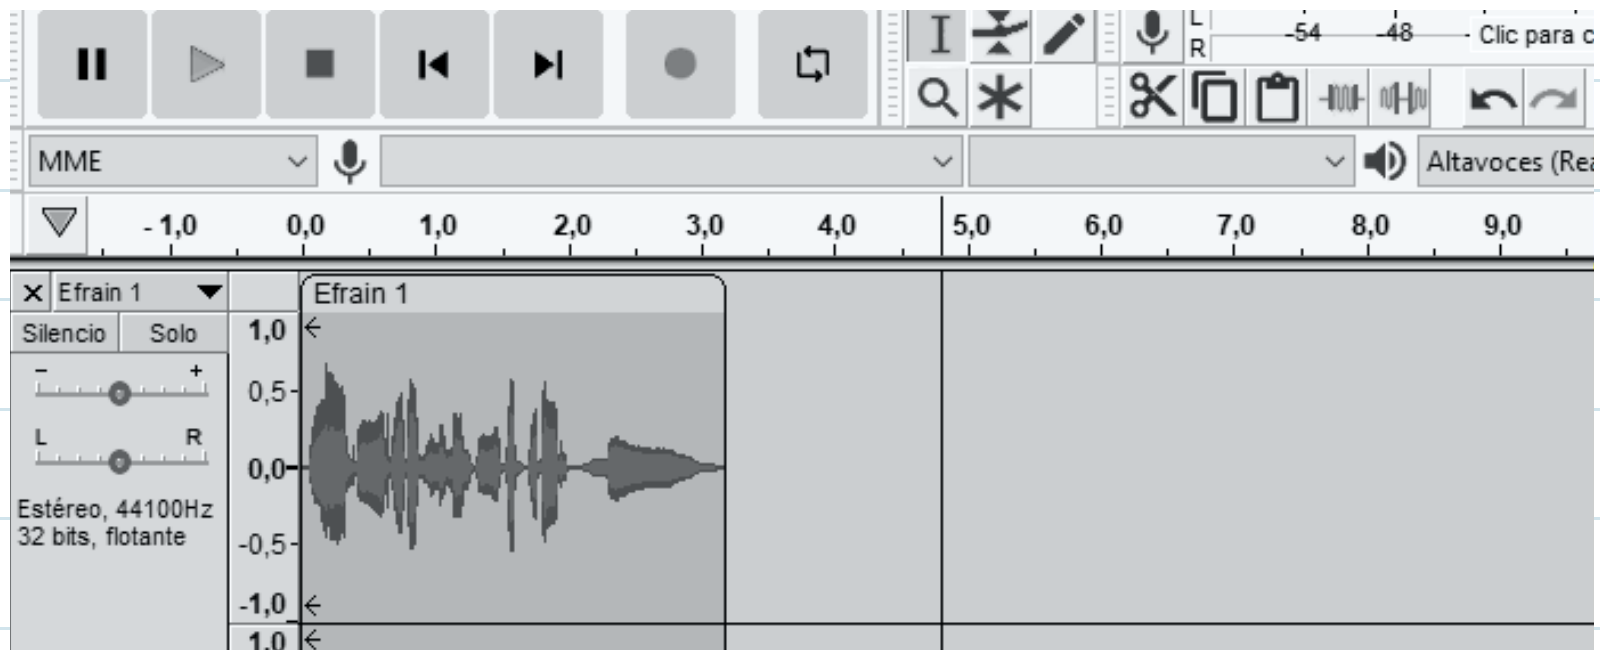 L
R
-54 -48 - Clic para c
MME
Altavoces (Rea
- 1,0 0,0 1,0 2,0 3,0 4,0 5,0 6,0 7,0 8,0 9,0
× Efrain 1
Efrain 1
Silencio Solo
1,0
0,5
0,0
-0,5
-1,0
1,0
- +
L R
Estéreo, 44100Hz
32 bits, flotante